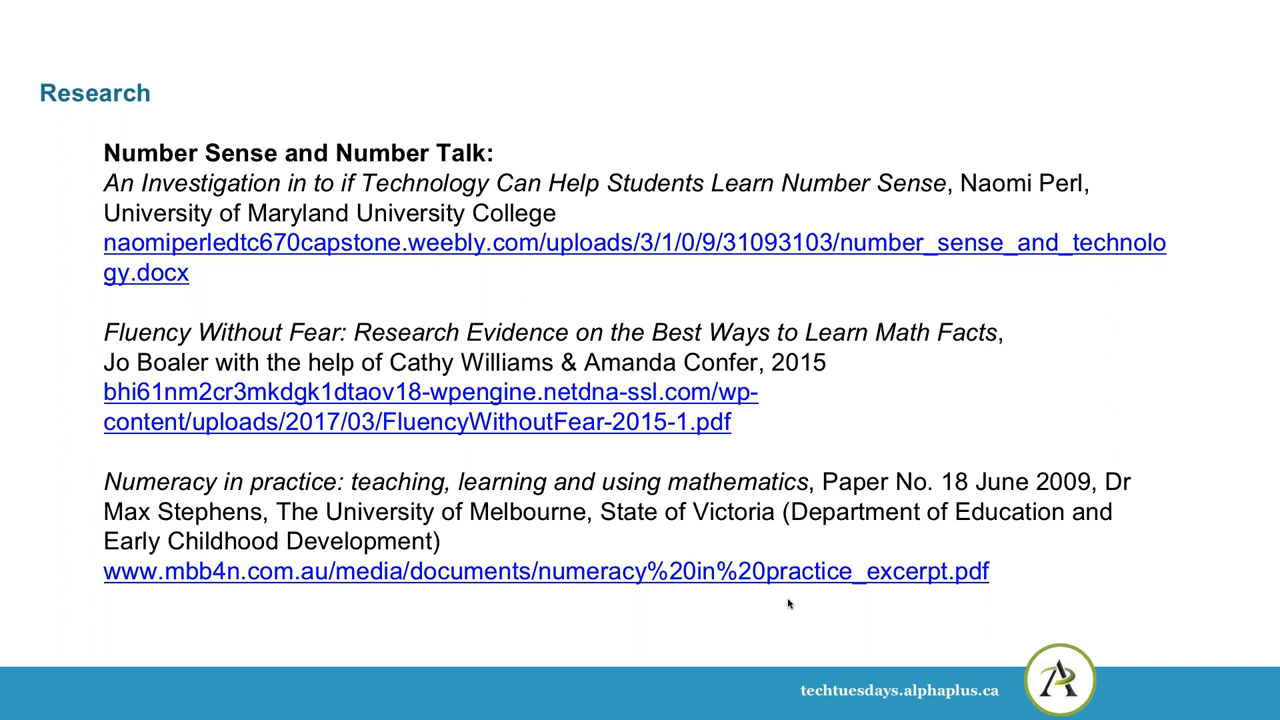 Research
Number Sense and Number Talk:
An Investigation in to if Technology Can Help Students Learn Number Sense, Naomi Perl,
University of Maryland University College
naomiperledtc670capstone.weebly.com/uploads/3/1/0/9/31093103/number_sense_and_technolo
gy.docx
Fluency Without Fear: Research Evidence on the Best Ways to Learn Math Facts,
Jo Boaler with the help of Cathy Williams & Amanda Confer, 2015
bhi61nm2cr3mkdgk1dtaov18-wpengine.netdna-ssl.com/wp-
content/uploads/2017/03/FluencyWithoutFear-2015-1.pdf
Numeracy in practice: teaching, learning and using mathematics, Paper No. 18 June 2009, Dr
Max Stephens, The University of Melbourne, State of Victoria (Department of Education and
Early Childhood Development)
www.mbb4n.com.au/media/documents/numeracy%20in%20practice_excerpt.pdf
techtuesdays.alphaplus.ca